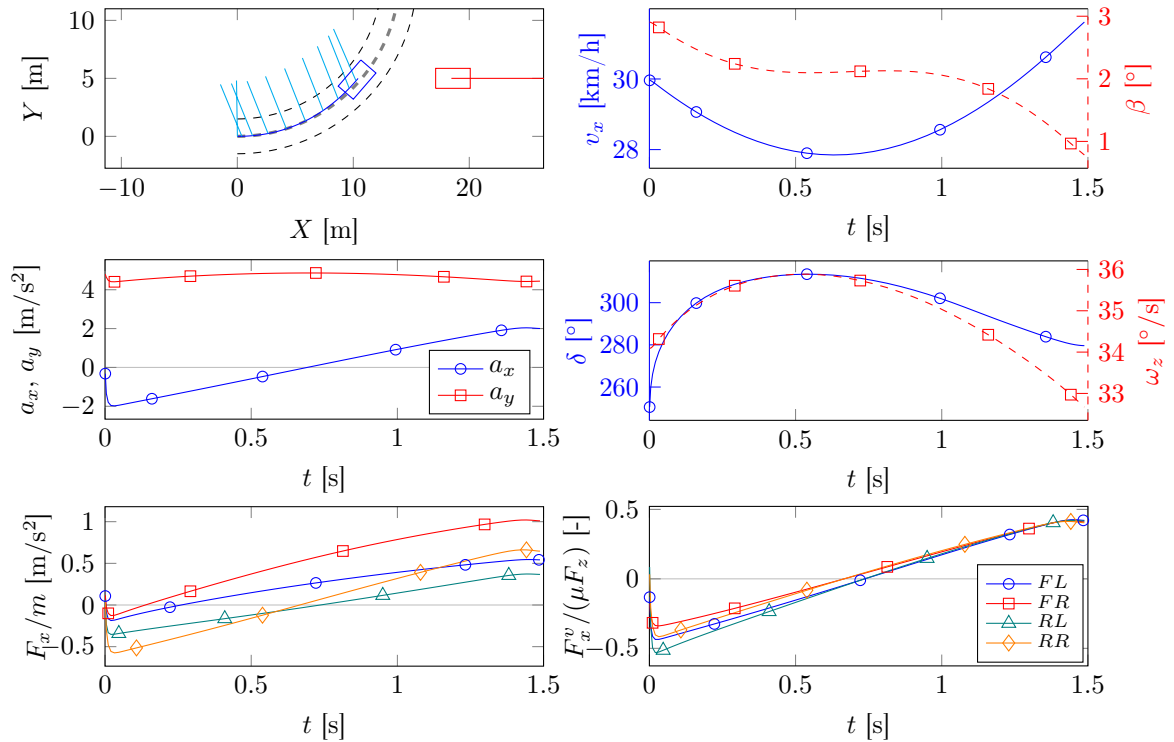 10
5
0
Y [m]
−10 0 10 20
X [m]
30
28
v_x [km/h]
3
2
1
β [°]
0 0.5 1 1.5
t [s]
4
2
0
−2
a_x, a_y [m/s²]
a_x
a_y
0 0.5 1 1.5
t [s]
300
280
260
δ [°]
36
35
34
33
ω_z [°/s]
0 0.5 1 1.5
t [s]
1
0.5
0
−0.5
F_x/m [m/s²]
0 0.5 1 1.5
t [s]
0.5
0
−0.5
F_x^v/(μF_z) [-]
FL
FR
RL
RR
0 0.5 1 1.5
t [s]